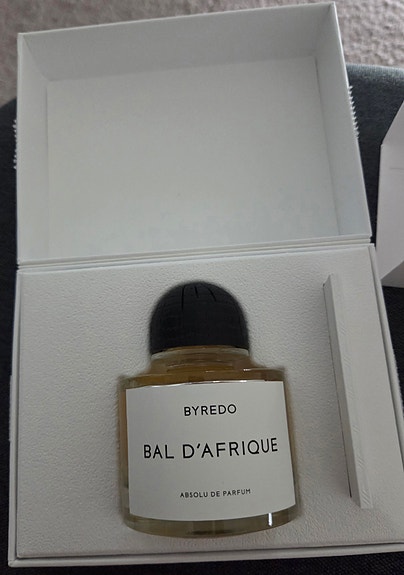 BYREDO
BAL D'AFRIQUE
ABSOLU DE PARFUM